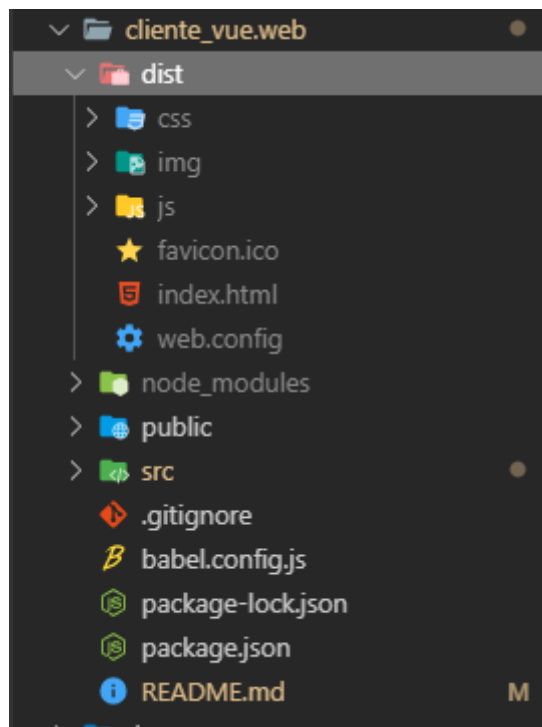 cliente_vue.web
dist
css
img
js
favicon.ico
index.html
web.config
node_modules
public
src
.gitignore
babel.config.js
package-lock.json
package.json
README.md M